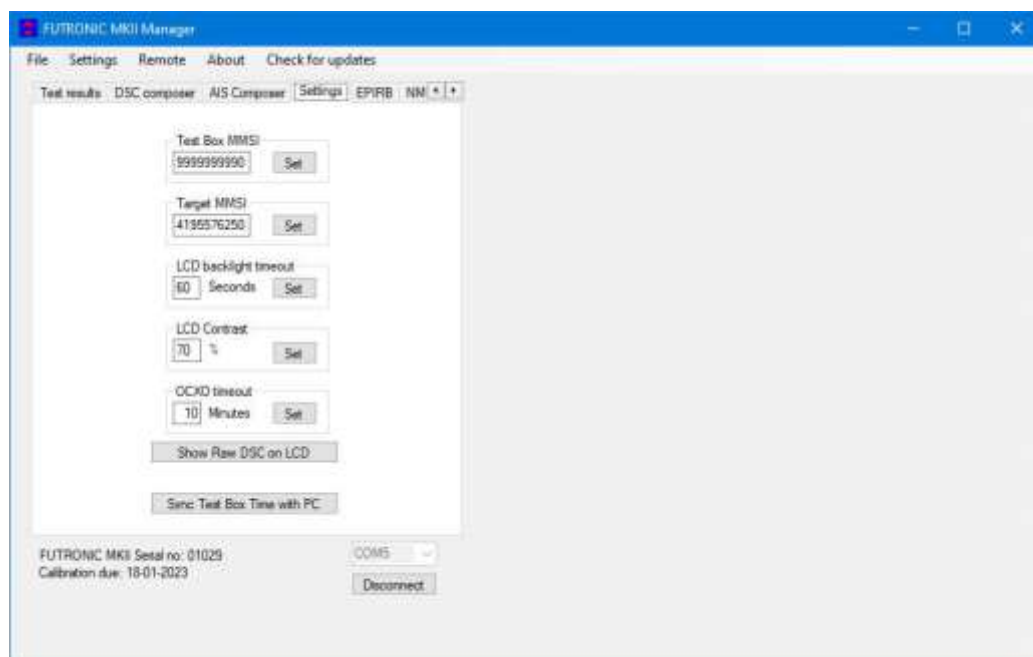 FUTRONIC MKII Manager
File Settings Remote About Check for updates
Test results DSC composer AIS Composer Settings EPIRB NM
Test Box MMSI
9999999990 Set
Target MMSI
4195576250 Set
LCD backlight timeout
60 Seconds Set
LCD Contrast
70 % Set
OCXO timeout
10 Minutes Set
Show Raw DSC on LCD
Sync Test Box Time with PC
FUTRONIC MKII Serial no: 01029
COM5
Calibration due: 18-01-2023
Disconnect